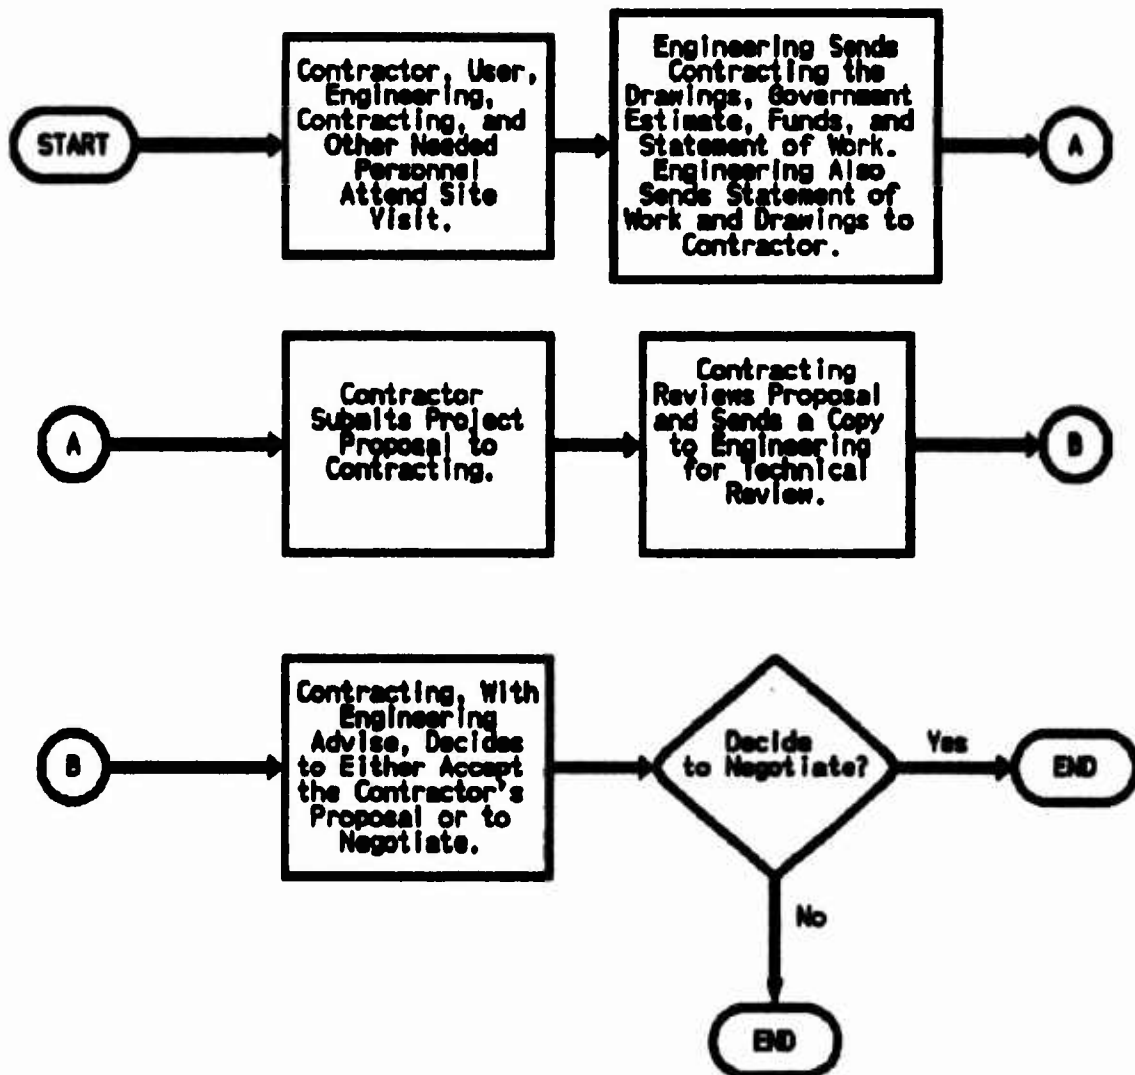 START
Contractor, User,
Engineering,
Contracting, and
Other Needed
Personnel
Attend Site
Visit.
Engineering Sends
Contracting the
Drawings, Government
Estimate, Funds, and
Statement of Work.
Engineering Also
Sends Statement of
Work and Drawings to
Contractor.
A
A
Contractor
Submits Project
Proposal to
Contracting.
Contracting
Reviews Proposal
and Sends a Copy
to Engineering
for Technical
Review.
B
B
Contracting, With
Engineering
Advise, Decides
to Either Accept
the Contractor's
Proposal or to
Negotiate.
Decide
to Negotiate?
Yes
END
No
END